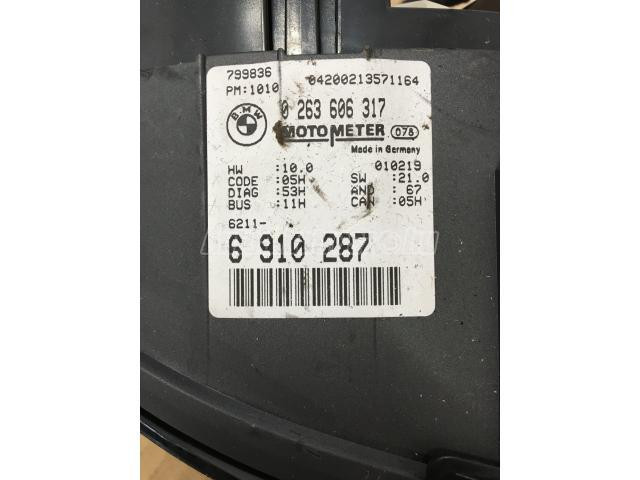 799836 04200213571164
PM:1010 0 263 606 317
BMW MOTOMETER 078
Made in Germany
HW :10.0 010219
CODE :05H SW :21.0
DIAG :53H AND : 67
BUS :11H CAN :05H
6211-
6 910 287